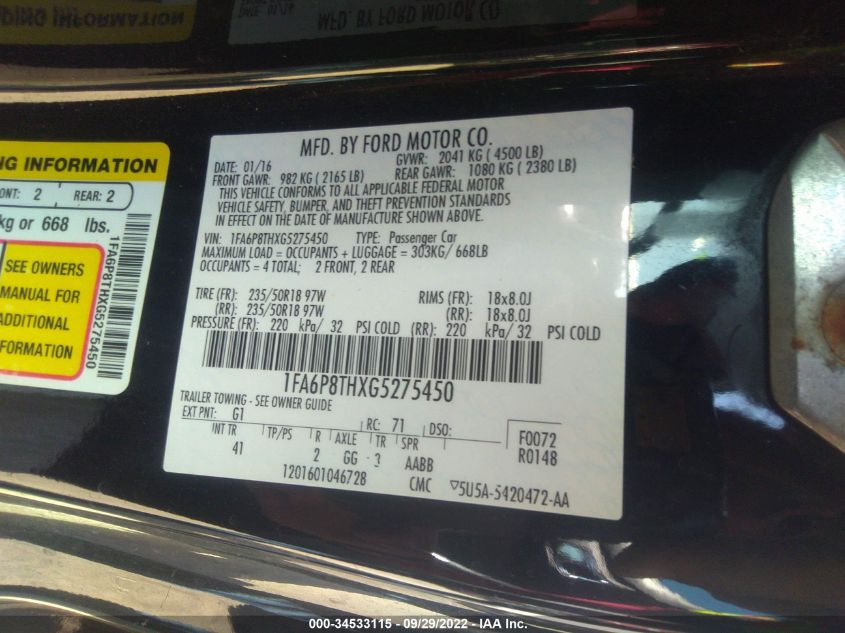 DATE: 01/16
MFD. BY FORD MOTOR CO
DING INFORMATION
NG INFORMATION
ONT: 2 REAR: 2
kg or 668 lbs.
SEE OWNERS
MANUAL FOR
ADDITIONAL
FORMATION
1FA6P8THXG5275450
MFD. BY FORD MOTOR CO.
DATE: 01/16 GVWR: 2041 KG ( 4500 LB)
FRONT GAWR: 982 KG ( 2165 LB) REAR GAWR: 1080 KG ( 2380 LB)
THIS VEHICLE CONFORMS TO ALL APPLICABLE FEDERAL MOTOR
VEHICLE SAFETY, BUMPER, AND THEFT PREVENTION STANDARDS
IN EFFECT ON THE DATE OF MANUFACTURE SHOWN ABOVE.
VIN: 1FA6P8THXG5275450 TYPE: Passenger Car
MAXIMUM LOAD = OCCUPANTS + LUGGAGE = 303KG/ 668LB
OCCUPANTS = 4 TOTAL; 2 FRONT, 2 REAR
TIRE (FR): 235/50R18 97W RIMS (FR): 18x8.0J
(RR): 235/50R18 97W (RR): 18x8.0J
PRESSURE (FR): 220 kPa/ 32 PSI COLD (RR): 220 kPa/ 32 PSI COLD
1FA6P8THXG5275450
TRAILER TOWING - SEE OWNER GUIDE
EXT PNT: G1 RC: 71 DSO:
INT TR TP/PS R AXLE TR SPR F0072
41 2 GG 3 AABB R0148
1201601046728 CMC ▽5U5A-5420472-AA
000-34533115 - 09/29/2022 - IAA Inc.